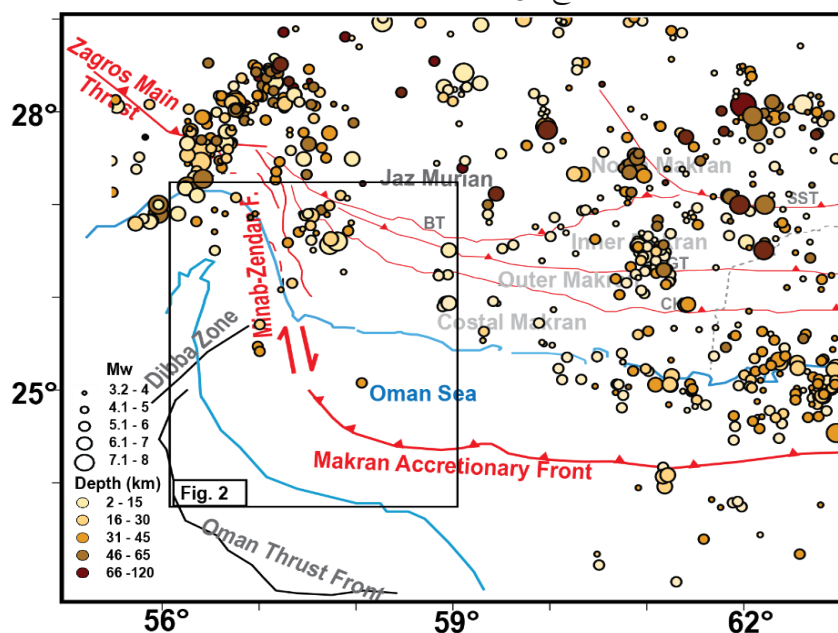 Zagros Main
Thrust
28°
Jaz Murian
North Makran
SST
BT
Inner Makran
GT
Outer Makran
Minab-Zendan F.
Costal Makran
Dibba Zone
Mw
3.2 - 4
4.1 - 5
5.1 - 6
6.1 - 7
7.1 - 8
25°
Oman Sea
Makran Accretionary Front
Depth (km)
2 - 15
16 - 30
31 - 45
46 - 65
66 -120
Fig. 2
Oman Thrust Front
56°
59°
62°